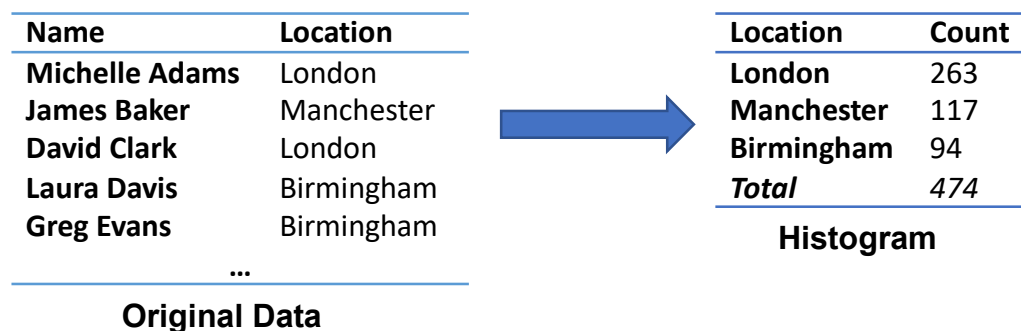 Name Location
Michelle Adams London
James Baker Manchester
David Clark London
Laura Davis Birmingham
Greg Evans Birmingham
...
Original Data
Location Count
London 263
Manchester 117
Birmingham 94
Total 474
Histogram